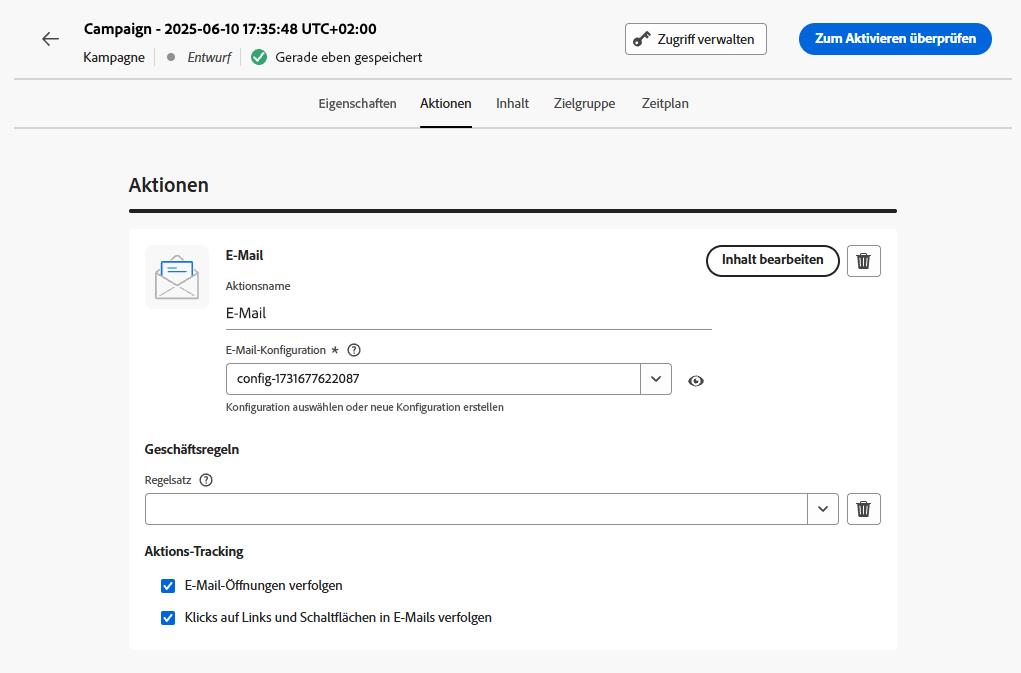 Campaign - 2025-06-10 17:35:48 UTC+02:00
Kampagne Entwurf Gerade eben gespeichert
Zugriff verwalten
Zum Aktivieren überprüfen
Eigenschaften Aktionen Inhalt Zielgruppe Zeitplan
Aktionen
E-Mail
Inhalt bearbeiten
Aktionsname
E-Mail
E-Mail-Konfiguration *
config-1731677622087
Konfiguration auswählen oder neue Konfiguration erstellen
Geschäftsregeln
Regelsatz
Aktions-Tracking
E-Mail-Öffnungen verfolgen
Klicks auf Links und Schaltflächen in E-Mails verfolgen